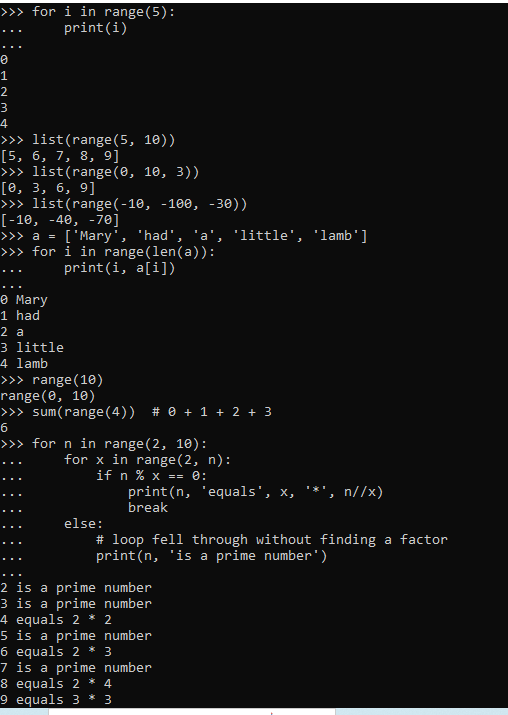 >>> for i in range(5):
...     print(i)
...
0
1
2
3
4
>>> list(range(5, 10))
[5, 6, 7, 8, 9]
>>> list(range(0, 10, 3))
[0, 3, 6, 9]
>>> list(range(-10, -100, -30))
[-10, -40, -70]
>>> a = ['Mary', 'had', 'a', 'little', 'lamb']
>>> for i in range(len(a)):
...     print(i, a[i])
...
0 Mary
1 had
2 a
3 little
4 lamb
>>> range(10)
range(0, 10)
>>> sum(range(4))  # 0 + 1 + 2 + 3
6
>>> for n in range(2, 10):
...     for x in range(2, n):
...         if n % x == 0:
...             print(n, 'equals', x, '*', n//x)
...             break
...     else:
...         # loop fell through without finding a factor
...         print(n, 'is a prime number')
...
2 is a prime number
3 is a prime number
4 equals 2 * 2
5 is a prime number
6 equals 2 * 3
7 is a prime number
8 equals 2 * 4
9 equals 3 * 3